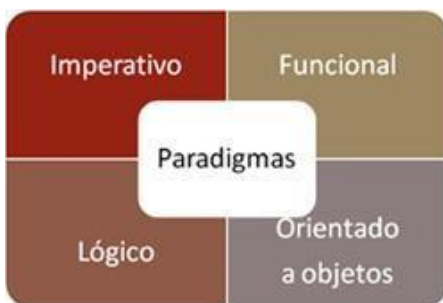 Imperativo
Funcional
Paradigmas
Lógico
Orientado
a objetos